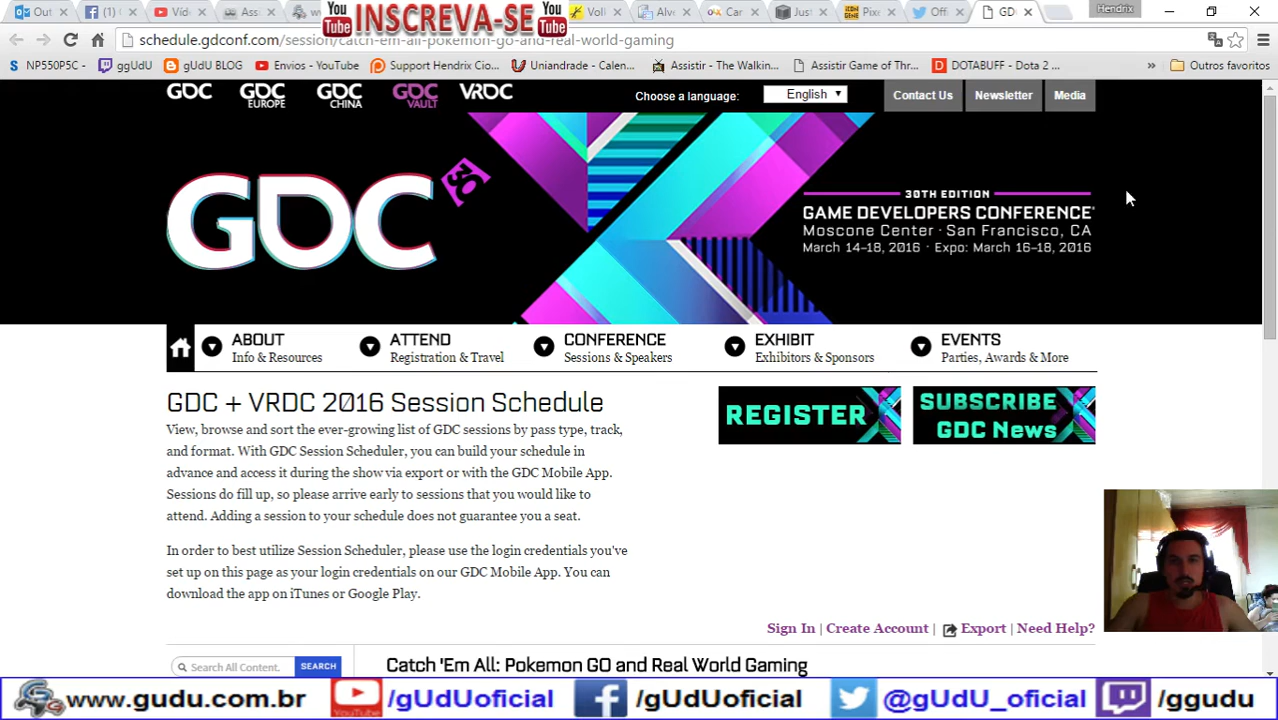 Out
f (1)
Víd
Ass
w
You Tube INSCREVA-SE You Tube
Voli
Alve
Car
Just
Pixe
Offi
GD
Hendrix
schedule.gdconf.com/session/catch-em-all-pokemon-go-and-real-world-gaming
NP550P5C - S
ggUdU
gUdU BLOG
Envios - YouTube
Support Hendrix Cio...
Uniandrade - Calen...
Assistir - The Walkin...
Assistir Game of Thr...
DOTABUFF - Dota 2 ...
»
Outros favoritos
GDC
GDC EUROPE
GDC CHINA
GDC VAULT
VRDC
Choose a language:
English
Contact Us
Newsletter
Media
GDC 30
30TH EDITION
GAME DEVELOPERS CONFERENCE®
Moscone Center · San Francisco, CA
March 14–18, 2016 · Expo: March 16–18, 2016
ABOUT
Info & Resources
ATTEND
Registration & Travel
CONFERENCE
Sessions & Speakers
EXHIBIT
Exhibitors & Sponsors
EVENTS
Parties, Awards & More
GDC + VRDC 2016 Session Schedule
View, browse and sort the ever-growing list of GDC sessions by pass type, track,
and format. With GDC Session Scheduler, you can build your schedule in
advance and access it during the show via export or with the GDC Mobile App.
Sessions do fill up, so please arrive early to sessions that you would like to
attend. Adding a session to your schedule does not guarantee you a seat.
REGISTER
SUBSCRIBE
GDC News
In order to best utilize Session Scheduler, please use the login credentials you've
set up on this page as your login credentials on our GDC Mobile App. You can
download the app on iTunes or Google Play.
Sign In | Create Account | Export | Need Help?
Search All Content.
SEARCH
Catch 'Em All: Pokemon GO and Real World Gaming
www.gudu.com.br
YouTube /gUdUoficial
/gUdUoficial
@gUdU_oficial
/ggudu